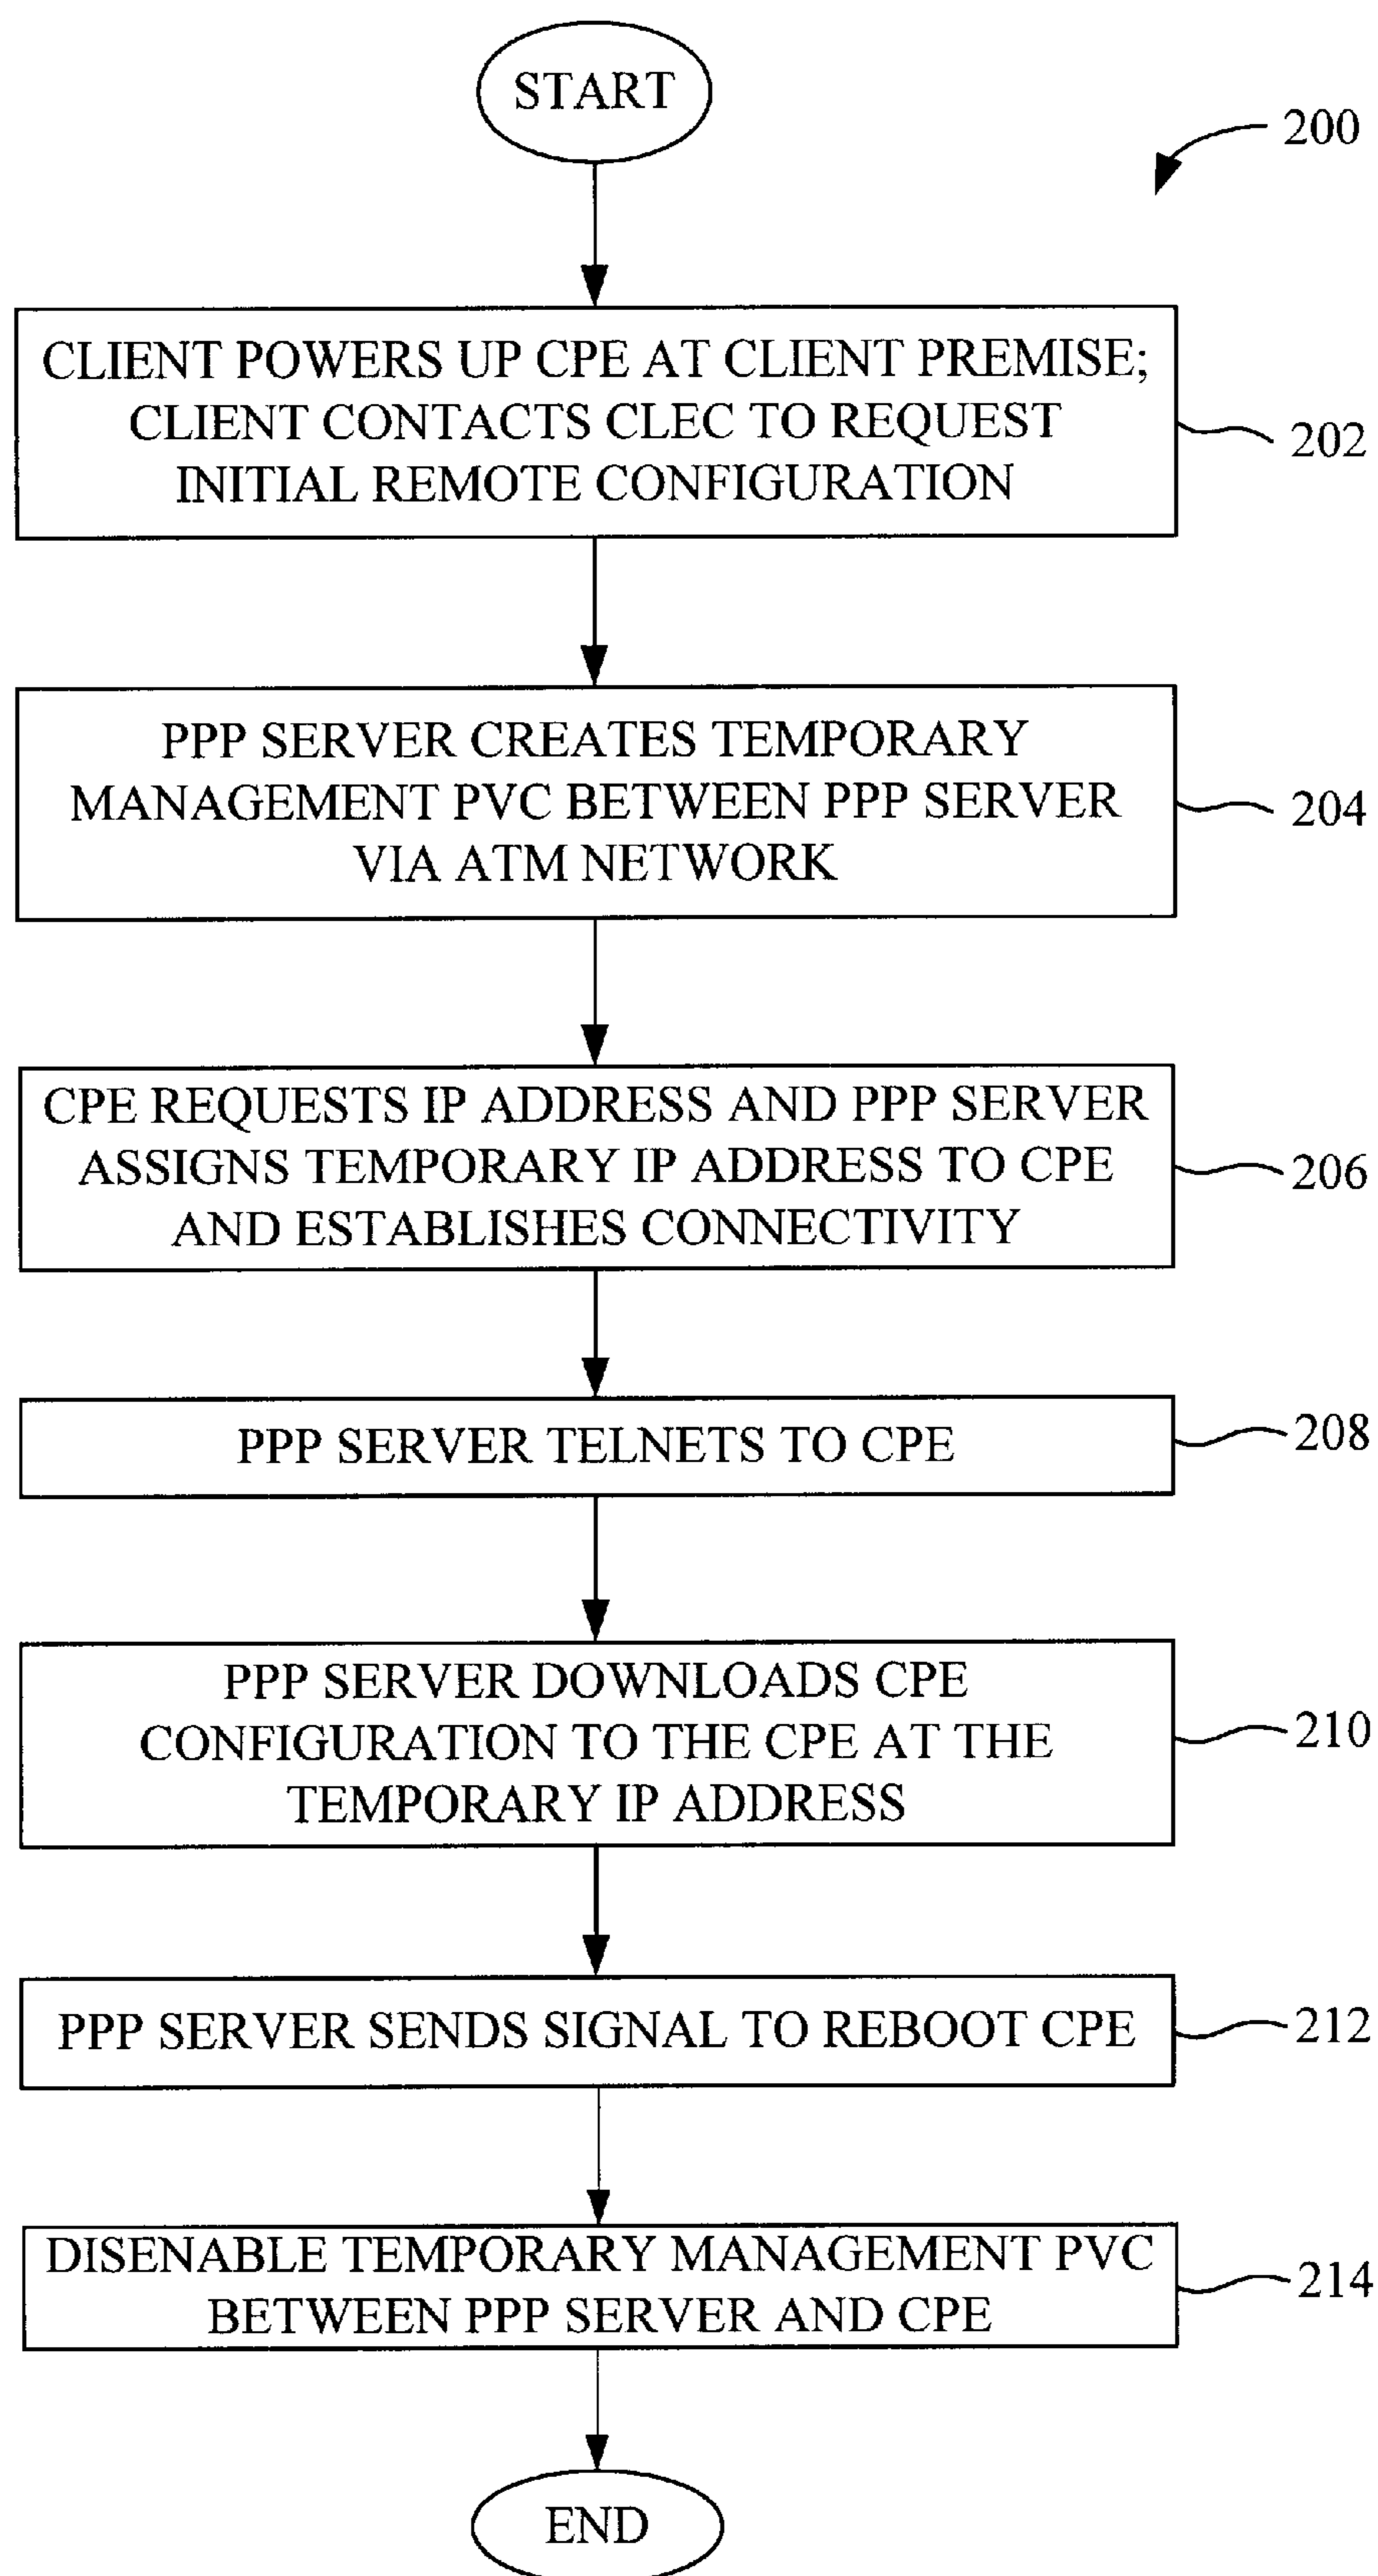 START
200
CLIENT POWERS UP CPE AT CLIENT PREMISE;
CLIENT CONTACTS CLEC TO REQUEST
INITIAL REMOTE CONFIGURATION
202
PPP SERVER CREATES TEMPORARY
MANAGEMENT PVC BETWEEN PPP SERVER
VIA ATM NETWORK
204
CPE REQUESTS IP ADDRESS AND PPP SERVER
ASSIGNS TEMPORARY IP ADDRESS TO CPE
AND ESTABLISHES CONNECTIVITY
206
PPP SERVER TELNETS TO CPE
208
PPP SERVER DOWNLOADS CPE
CONFIGURATION TO THE CPE AT THE
TEMPORARY IP ADDRESS
210
PPP SERVER SENDS SIGNAL TO REBOOT CPE
212
DISENABLE TEMPORARY MANAGEMENT PVC
BETWEEN PPP SERVER AND CPE
214
END